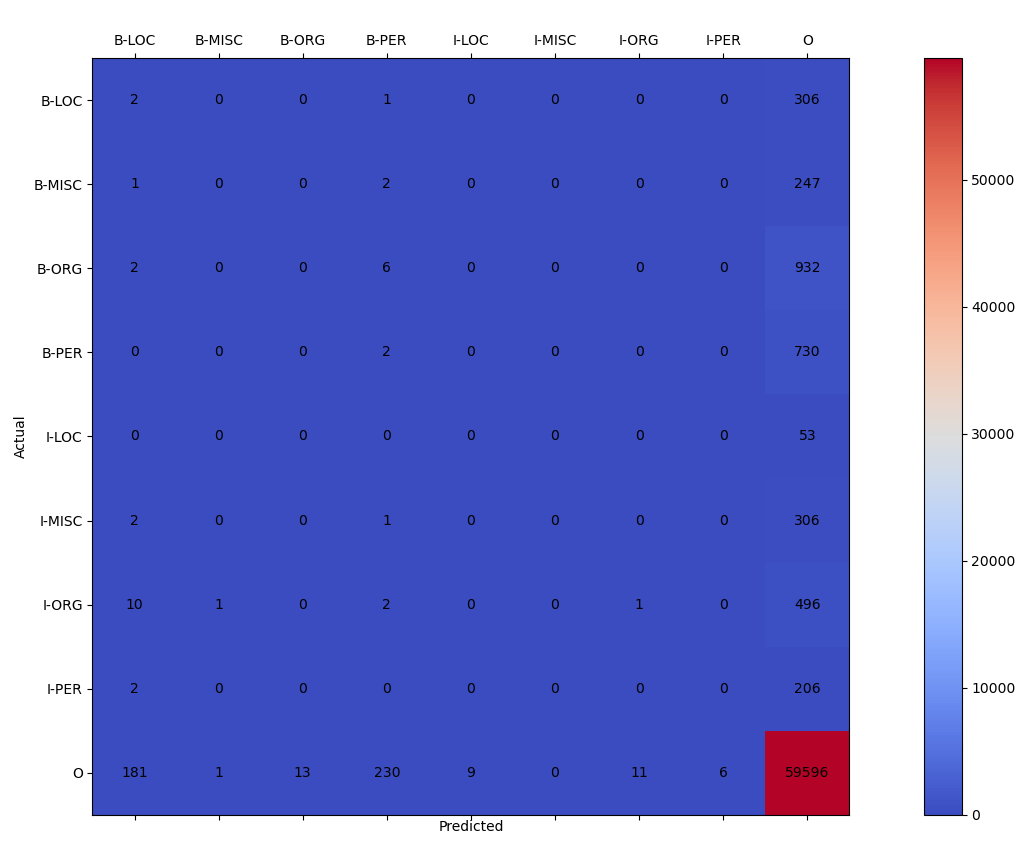 B-LOC B-MISC B-ORG B-PER I-LOC I-MISC I-ORG I-PER O
B-LOC 2 0 0 1 0 0 0 0 306
B-MISC 1 0 0 2 0 0 0 0 247
B-ORG 2 0 0 6 0 0 0 0 932
B-PER 0 0 0 2 0 0 0 0 730
I-LOC 0 0 0 0 0 0 0 0 53
I-MISC 2 0 0 1 0 0 0 0 306
I-ORG 10 1 0 2 0 0 1 0 496
I-PER 2 0 0 0 0 0 0 0 206
O 181 1 13 230 9 0 11 6 59596
Actual
Predicted
50000
40000
30000
20000
10000
0